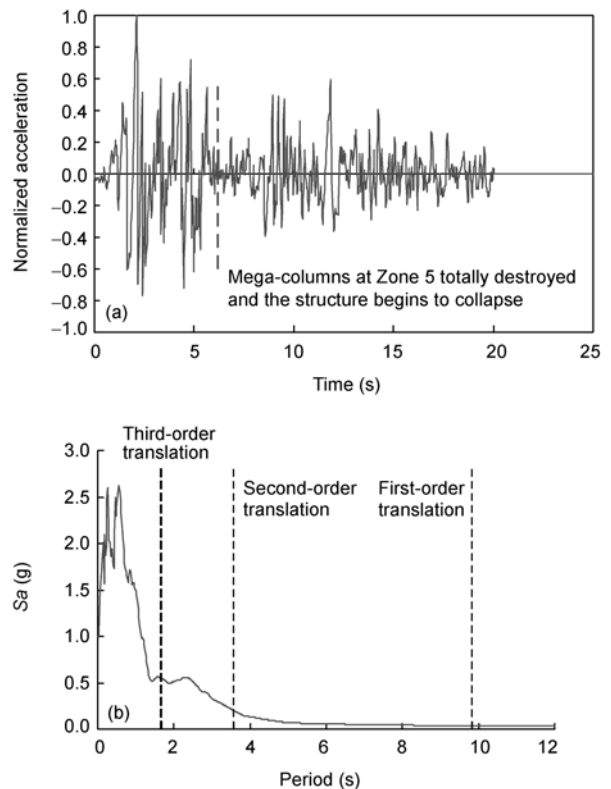 1.0
0.8
0.6
0.4
0.2
0.0
−0.2
−0.4
−0.6
−0.8
−1.0
Normalized acceleration
Mega-columns at Zone 5 totally destroyed
and the structure begins to collapse
(a)
0 5 10 15 20 25
Time (s)
Third-order
translation
Second-order
translation
First-order
translation
3.0
2.5
2.0
1.5
1.0
0.5
0.0
Sa (g)
(b)
0 2 4 6 8 10 12
Period (s)